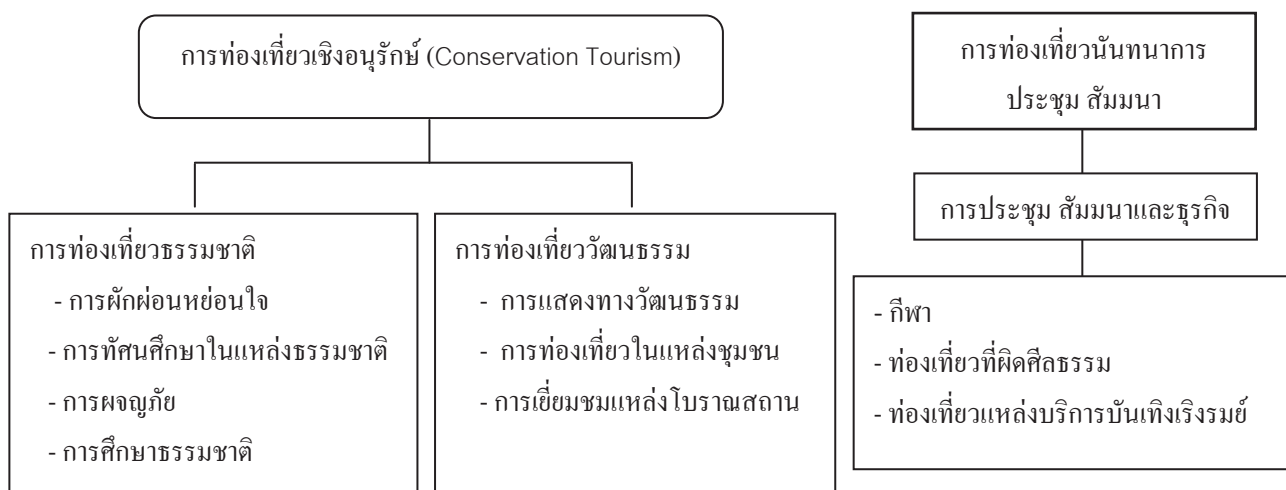 การท่องเที่ยวเชิงอนุรักษ์ (Conservation Tourism)
การท่องเที่ยวธรรมชาติ
- การผักผ่อนหย่อนใจ
- การทัศนศึกษาในแหล่งธรรมชาติ
- การผจญภัย
- การศึกษาธรรมชาติ
การท่องเที่ยววัฒนธรรม
- การแสดงทางวัฒนธรรม
- การท่องเที่ยวในแหล่งชุมชน
- การเยี่ยมชมแหล่งโบราณสถาน
การท่องเที่ยวนันทนาการ
ประชุม สัมมนา
การประชุม สัมมนาและธุรกิจ
- กีฬา
- ท่องเที่ยวที่ผิดศีลธรรม
- ท่องเที่ยวแหล่งบริการบันเทิงเริงรมย์